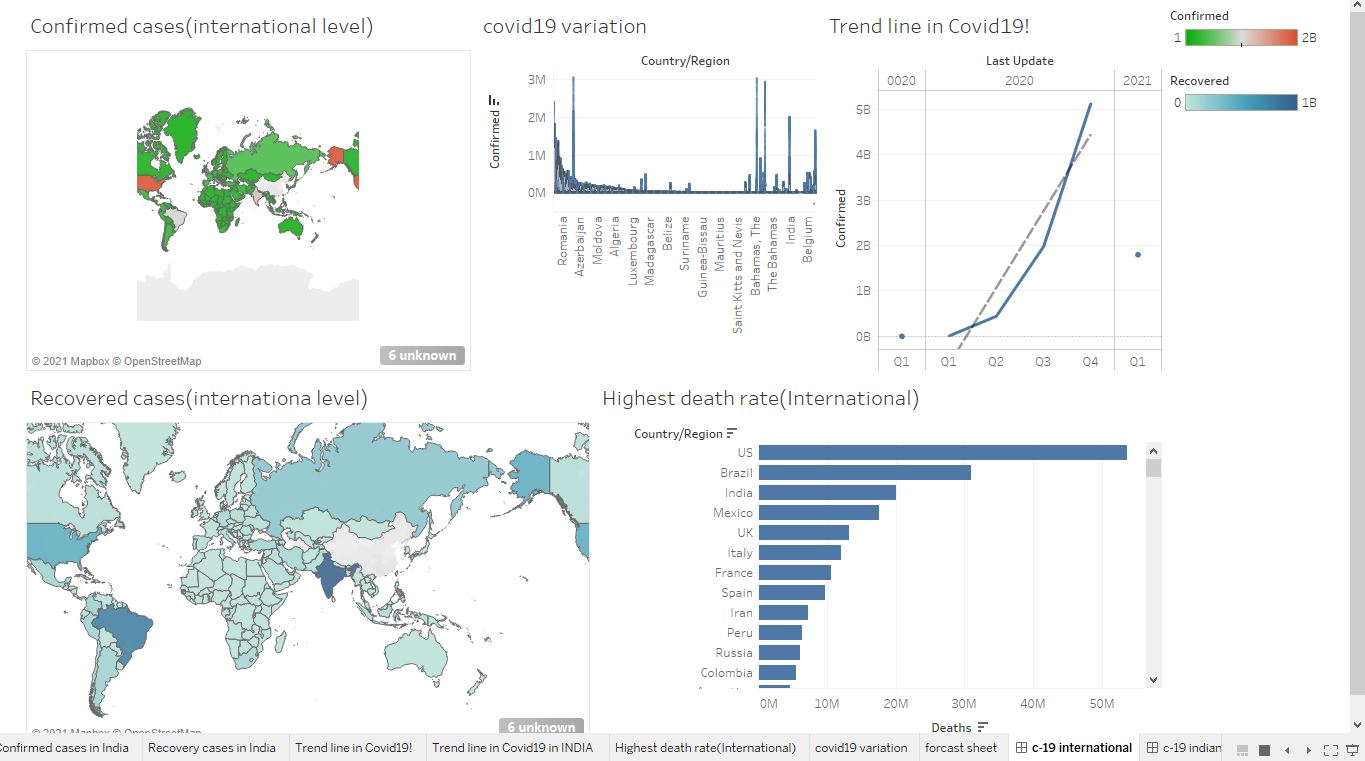 Confirmed cases(international level)
6 unknown
© 2021 Mapbox © OpenStreetMap
covid19 variation
Country/Region
Confirmed
3M
2M
1M
0M
Romania
Azerbaijan
Moldova
Algeria
Luxembourg
Madagascar
Belize
Suriname
Guinea-Bissau
Mauritius
Saint Kitts and Nevis
Bahamas, The
The Bahamas
India
Belgium
Trend line in Covid19!
Last Update
0020
2020
2021
Confirmed
5B
4B
3B
2B
1B
0B
Q1
Q1
Q2
Q3
Q4
Q1
Confirmed
1
2B
Recovered
0
1B
Recovered cases(internationa level)
6 unknown
Highest death rate(International)
Country/Region
US
Brazil
India
Mexico
UK
Italy
France
Spain
Iran
Peru
Russia
Colombia
0M
10M
20M
30M
40M
50M
Deaths
Confirmed cases in India
Recovery cases in India
Trend line in Covid19!
Trend line in Covid19 in INDIA
Highest death rate(International)
covid19 variation
forcast sheet
c-19 international
c-19 indian